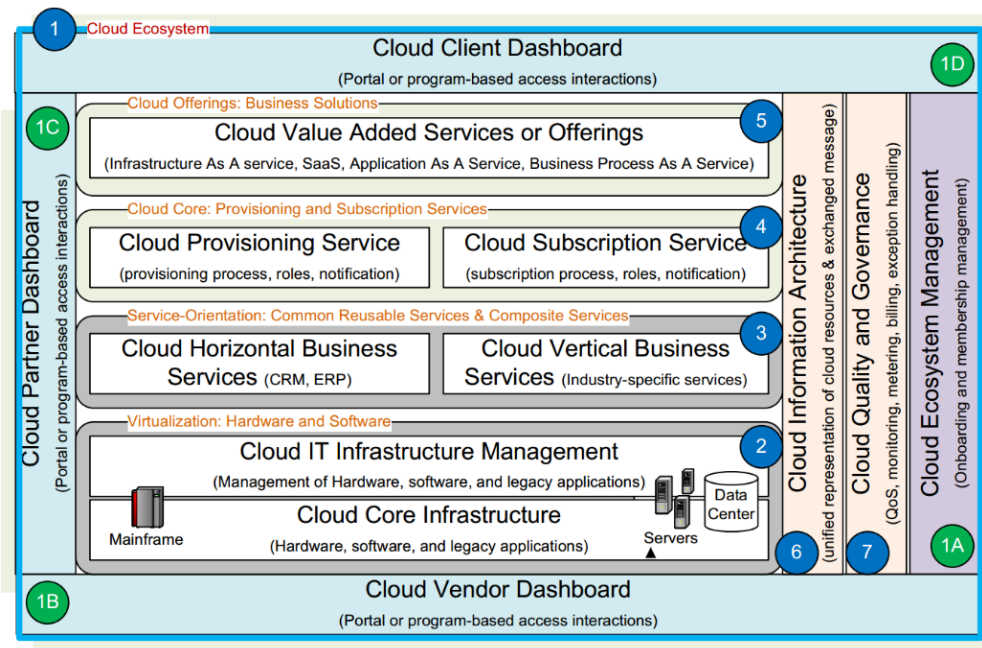 1
Cloud Ecosystem
Cloud Client Dashboard
(Portal or program-based access interactions)
1D
1C
Cloud Partner Dashboard
(Portal or program-based access interactions)
Cloud Offerings: Business Solutions
5
Cloud Value Added Services or Offerings
(Infrastructure As A service, SaaS, Application As A Service, Business Process As A Service)
Cloud Core: Provisioning and Subscription Services
4
Cloud Provisioning Service
(provisioning process, roles, notification)
Cloud Subscription Service
(subscription process, roles, notification)
Service-Orientation: Common Reusable Services & Composite Services
3
Cloud Horizontal Business
Services (CRM, ERP)
Cloud Vertical Business
Services (Industry-specific services)
Virtualization: Hardware and Software
2
Cloud IT Infrastructure Management
(Management of Hardware, software, and legacy applications)
Mainframe
Cloud Core Infrastructure
(Hardware, software, and legacy applications)
Servers
Data
Center
Cloud Information Architecture
(unified representation of cloud resources & exchanged message)
6
Cloud Quality and Governance
(QoS, monitoring, metering, billing, exception handling)
7
Cloud Ecosystem Management
(Onboarding and membership management)
1A
1B
Cloud Vendor Dashboard
(Portal or program-based access interactions)